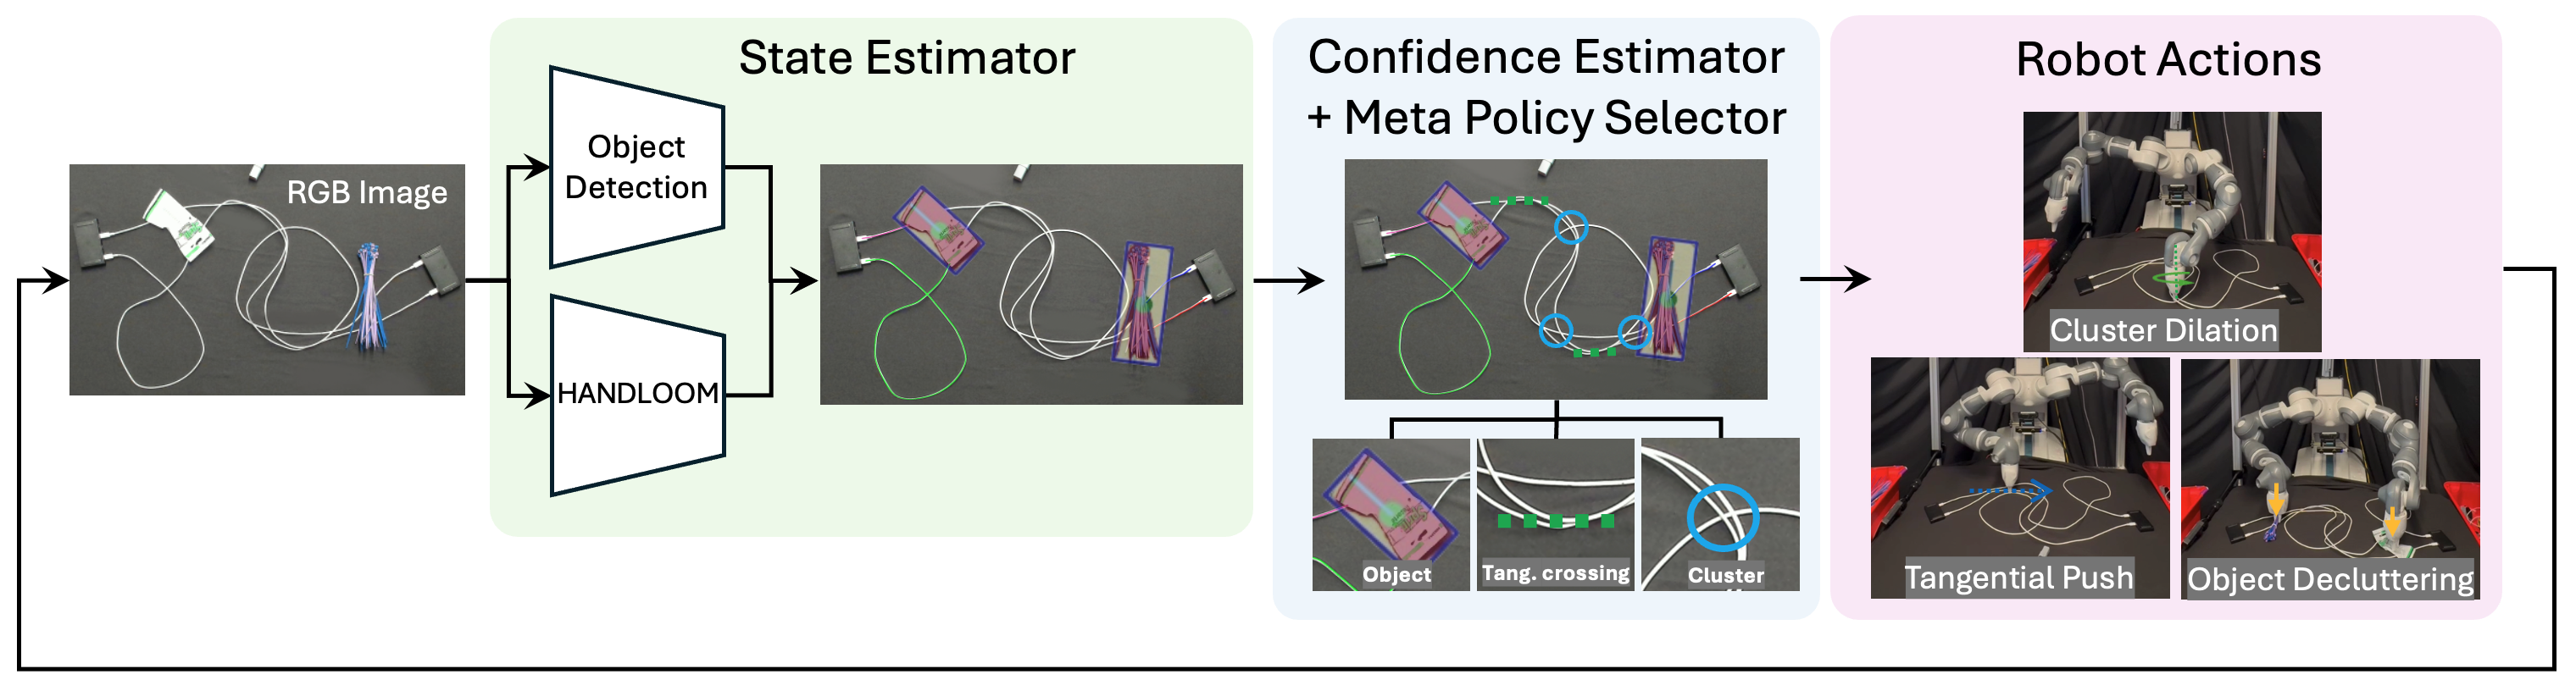 State Estimator
Confidence Estimator
+ Meta Policy Selector
Robot Actions
RGB Image
Object
Detection
HANDLOOM
Object
Tang. crossing
Cluster
Cluster Dilation
Tangential Push
Object Decluttering